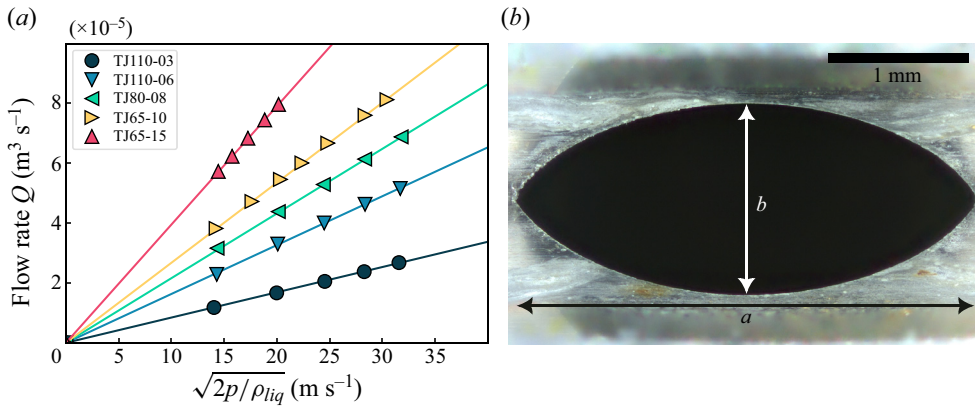 (a)
(×10⁻⁵)
TJ110-03
TJ110-06
TJ80-08
TJ65-10
TJ65-15
Flow rate Q (m³ s⁻¹)
8
6
4
2
0 5 10 15 20 25 30 35
√2p/ρliq (m s⁻¹)
(b)
1 mm
b
a